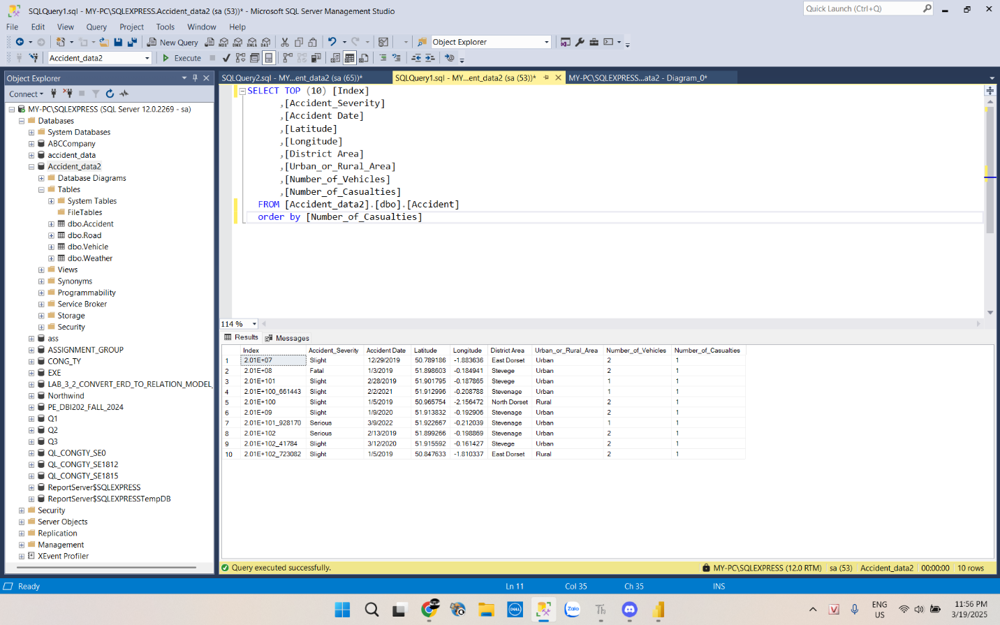 SQLQuery1.sql - MY-PC\SQLEXPRESS.Accident_data2 (sa (53))* - Microsoft SQL Server Management Studio
Quick Launch (Ctrl+Q)
File Edit View Query Project Tools Window Help
New Query
Object Explorer
Accident_data2
Execute
Object Explorer
SQLQuery2.sql - MY...ent_data2 (sa (65))*
SQLQuery1.sql - MY...ent_data2 (sa (53))*
MY-PC\SQLEXPRESS...ata2 - Diagram_0*
Connect
MY-PC\SQLEXPRESS (SQL Server 12.0.2269 - sa)
Databases
System Databases
ABCCompany
accident_data
Accident_data2
Database Diagrams
Tables
System Tables
FileTables
dbo.Accident
dbo.Road
dbo.Vehicle
dbo.Weather
Views
Synonyms
Programmability
Service Broker
Storage
Security
ass
ASSIGNMENT_GROUP
CONG_TY
EXE
LAB_3_2_CONVERT_ERD_TO_RELATION_MODEL_
Northwind
PE_DBI202_FALL_2024
Q1
Q2
Q3
QL_CONGTY_SE0
QL_CONGTY_SE1812
QL_CONGTY_SE1815
ReportServer$SQLEXPRESS
ReportServer$SQLEXPRESSTempDB
Security
Server Objects
Replication
Management
XEvent Profiler
SELECT TOP (10) [Index]
,[Accident_Severity]
,[Accident Date]
,[Latitude]
,[Longitude]
,[District Area]
,[Urban_or_Rural_Area]
,[Number_of_Vehicles]
,[Number_of_Casualties]
FROM [Accident_data2].[dbo].[Accident]
order by [Number_of_Casualties]
114 %
Results Messages
Index Accident_Severity Accident Date Latitude Longitude District Area Urban_or_Rural_Area Number_of_Vehicles Number_of_Casualties
1 2.01E+07 Slight 12/29/2019 50.789186 -1.883636 East Dorset Urban 2 1
2 2.01E+08 Fatal 1/3/2019 51.898603 -0.184941 Stevege Urban 2 1
3 2.01E+101 Slight 2/28/2019 51.901795 -0.187865 Stevege Urban 1 1
4 2.01E+100_661443 Slight 2/2/2021 51.912996 -0.208788 Stevenage Urban 1 1
5 2.01E+100 Slight 1/5/2019 50.965754 -2.156472 North Dorset Rural 2 1
6 2.01E+09 Slight 1/9/2020 51.913832 -0.192906 Stevenage Urban 2 1
7 2.01E+101_928170 Serious 3/9/2022 51.922667 -0.212039 Stevenage Urban 1 1
8 2.01E+102 Serious 2/13/2019 51.899266 -0.198869 Stevenage Urban 2 1
9 2.01E+102_41784 Slight 3/12/2020 51.915592 -0.161427 Stevege Urban 2 1
10 2.01E+102_723082 Slight 1/5/2019 50.847633 -1.810337 East Dorset Rural 2 1
Query executed successfully.
MY-PC\SQLEXPRESS (12.0 RTM) sa (53) Accident_data2 00:00:00 10 rows
Ready Ln 11 Col 35 Ch 35 INS
DELL
Zalo
Th
V
ENG
US
11:56 PM
3/19/2025